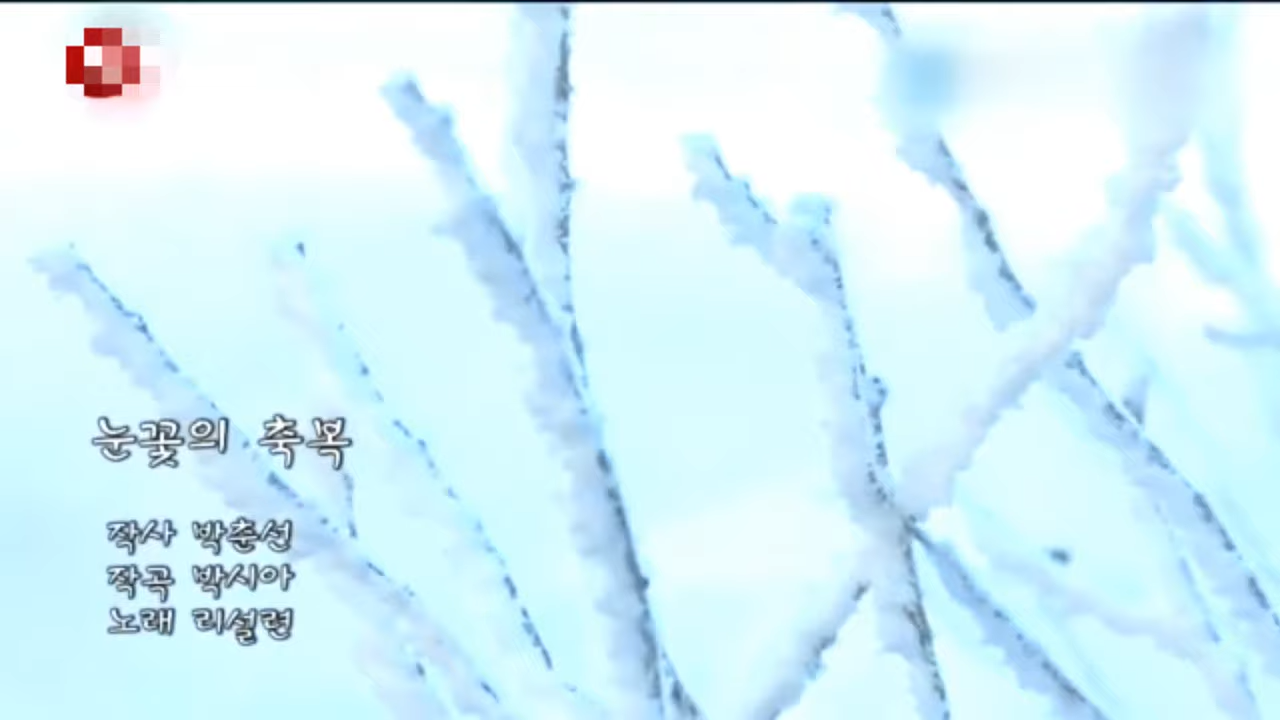 눈꽃의 축복
작사 박춘선
작곡 박시아
노래 리설련